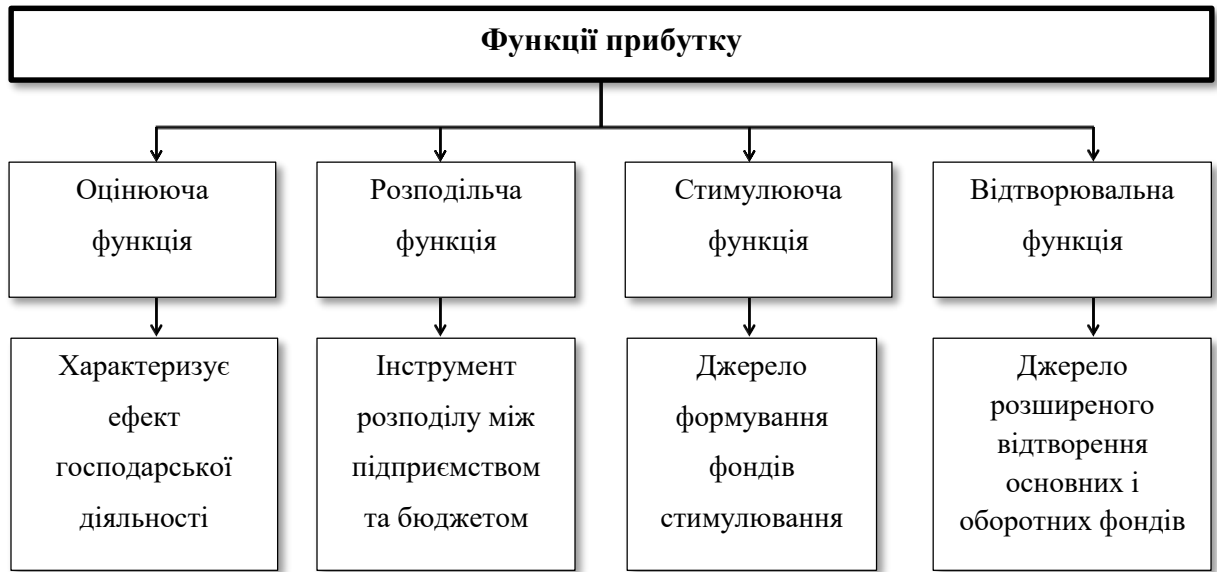 Функції прибутку
Оцінююча
функція
Розподільча
функція
Стимулююча
функція
Відтворювальна
функція
Характеризує
ефект
господарської
діяльності
Інструмент
розподілу між
підприємством
та бюджетом
Джерело
формування
фондів
стимулювання
Джерело
розширеного
відтворення
основних і
оборотних фондів